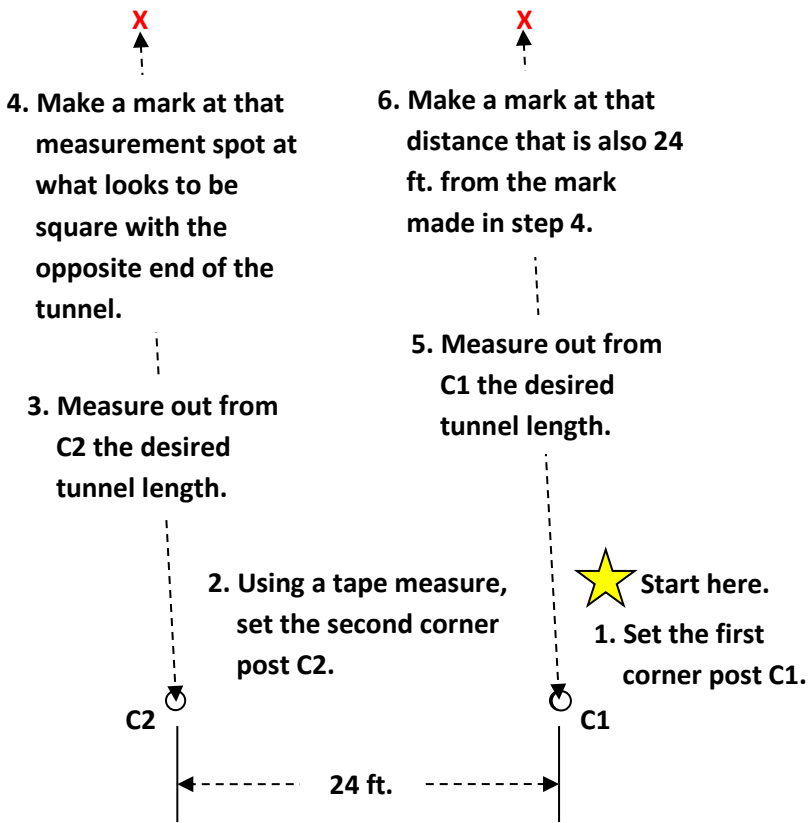 X
X
4. Make a mark at that
measurement spot at
what looks to be
square with the
opposite end of the
tunnel.
6. Make a mark at that
distance that is also 24
ft. from the mark
made in step 4.
3. Measure out from
C2 the desired
tunnel length.
5. Measure out from
C1 the desired
tunnel length.
2. Using a tape measure,
set the second corner
post C2.
Start here.
1. Set the first
corner post C1.
C2
C1
24 ft.